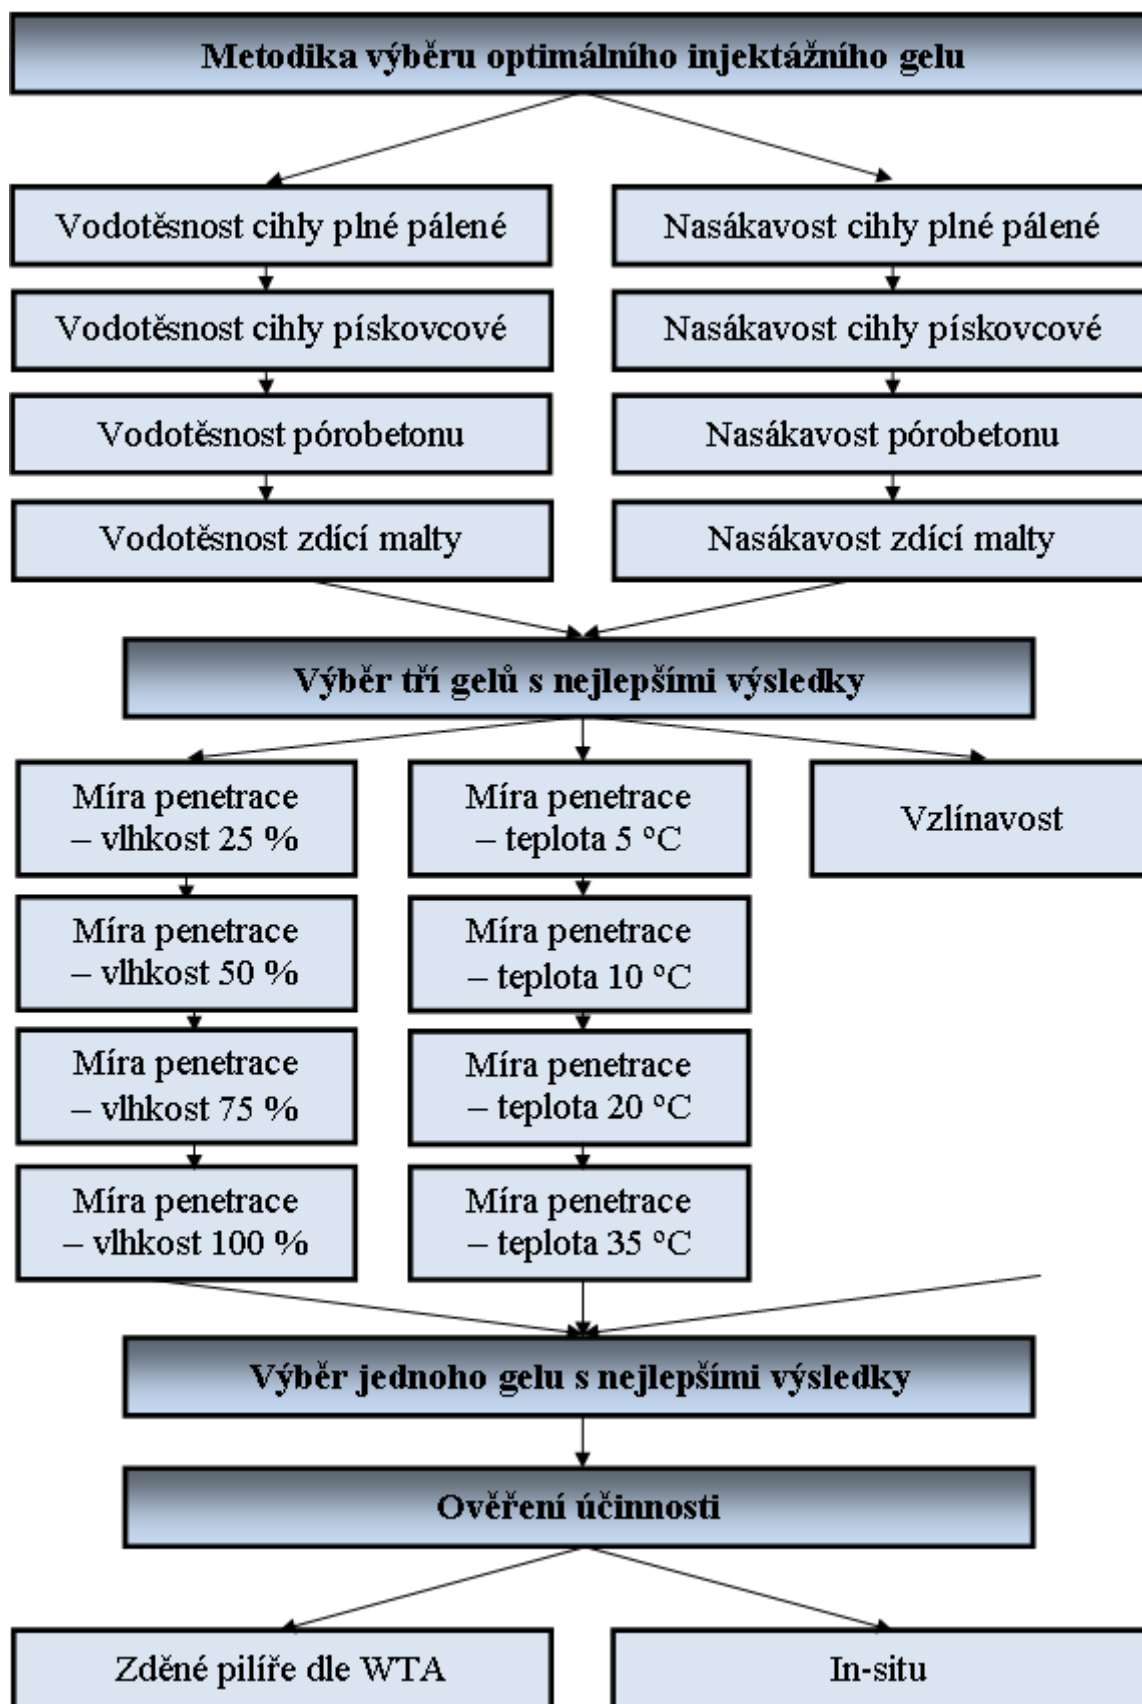 Metodika výběru optimálního injektážního gelu
Vodotěsnost cihly plné pálené
Nasákavost cihly plné pálené
Vodotěsnost cihly pískovcové
Nasákavost cihly pískovcové
Vodotěsnost pórobetonu
Nasákavost pórobetonu
Vodotěsnost zdící malty
Nasákavost zdící malty
Výběr tří gelů s nejlepšími výsledky
Míra penetrace
– vlhkost 25 %
Míra penetrace
– teplota 5 ºC
Vzlínavost
Míra penetrace
– vlhkost 50 %
Míra penetrace
– teplota 10 ºC
Míra penetrace
– vlhkost 75 %
Míra penetrace
– teplota 20 ºC
Míra penetrace
– vlhkost 100 %
Míra penetrace
– teplota 35 ºC
Výběr jednoho gelu s nejlepšími výsledky
Ověření účinnosti
Zděné pilíře dle WTA
In-situ